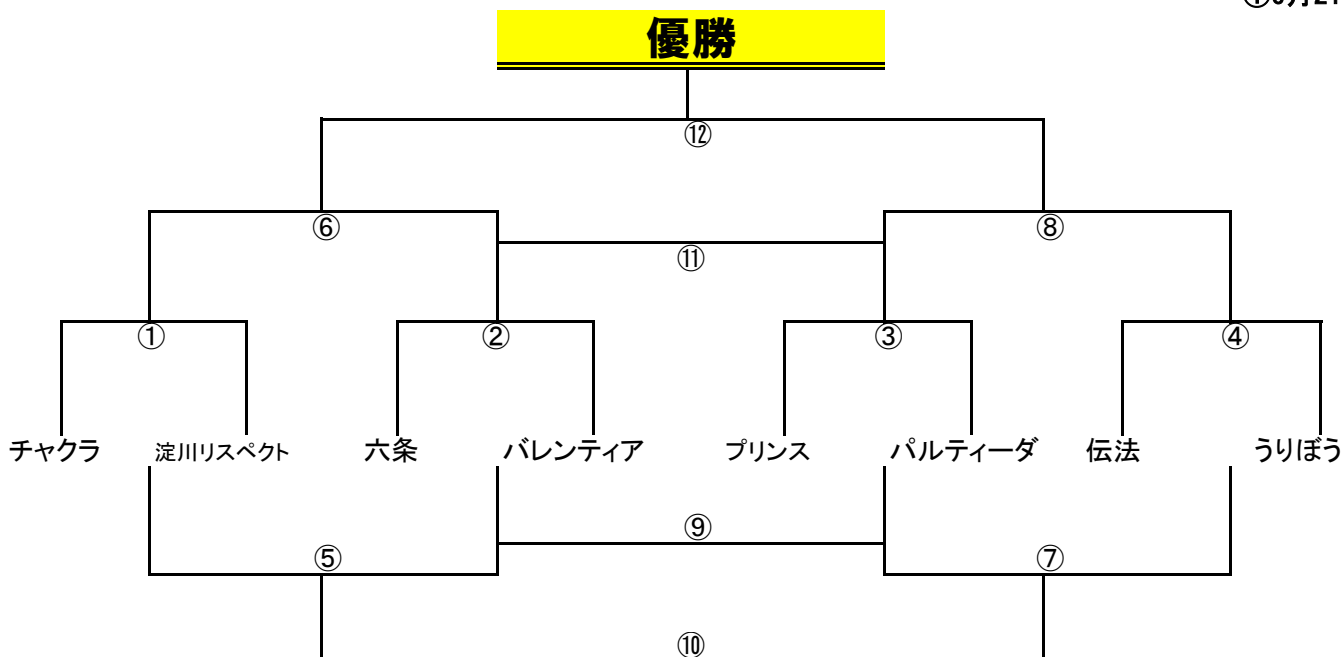 優勝
⑫
⑥ ⑧
⑪
① ② ③ ④
チャクラ 淀川リスペクト 六条 バレンティア プリンス パルティーダ 伝法 うりぼう
⑨
⑤ ⑦
⑩